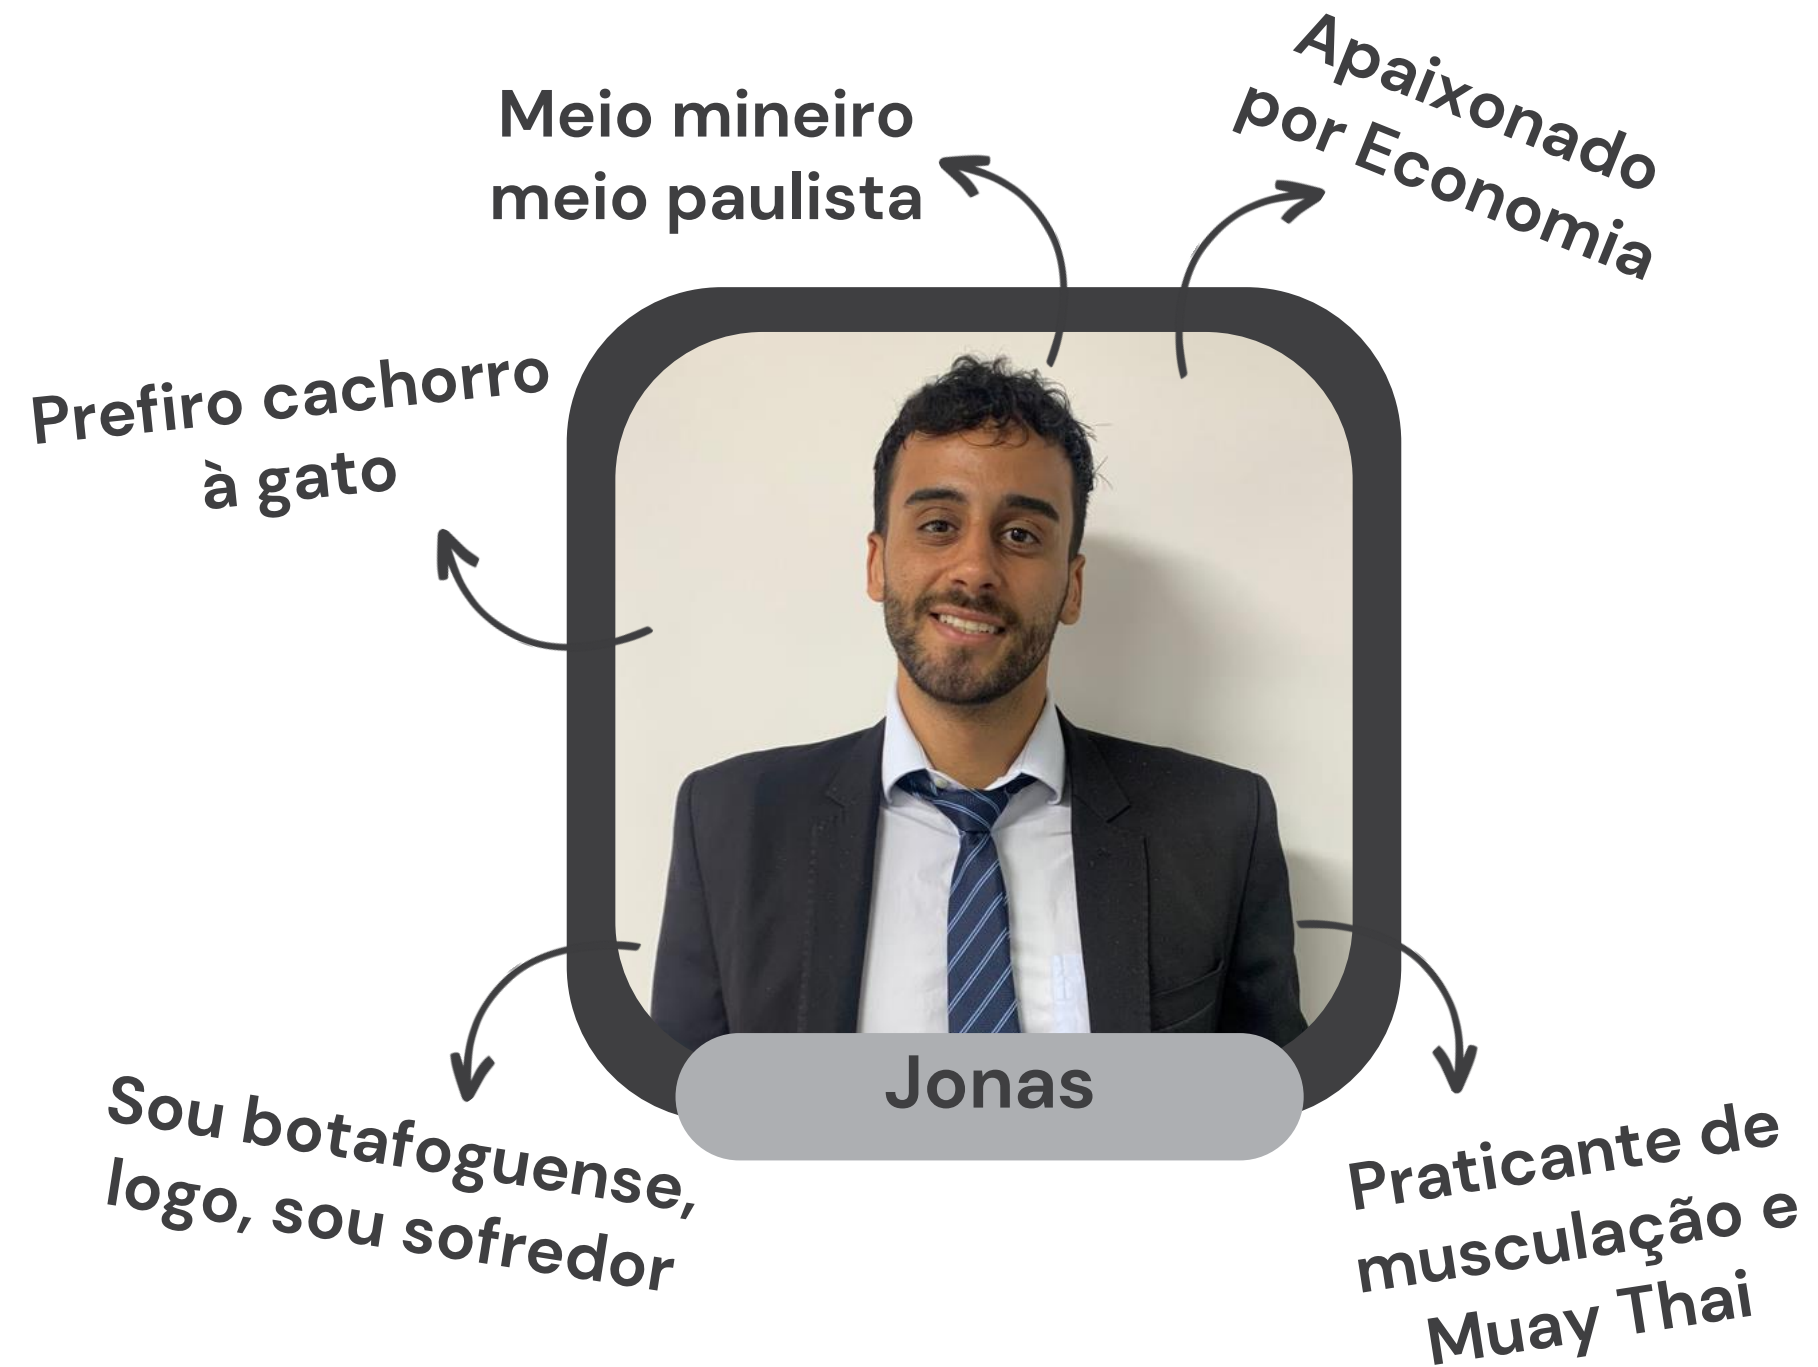 Apaixonado
por Economia
Meio mineiro
meio paulista
Prefiro cachorro
à gato
Jonas
Sou botafoguense,
logo, sou sofredor
Praticante de
musculação e
Muay Thai